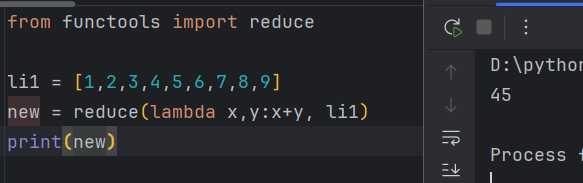 from functools import reduce
li1 = [1,2,3,4,5,6,7,8,9]
new = reduce(lambda x,y:x+y, li1)
print(new)
D:\python
45
Process